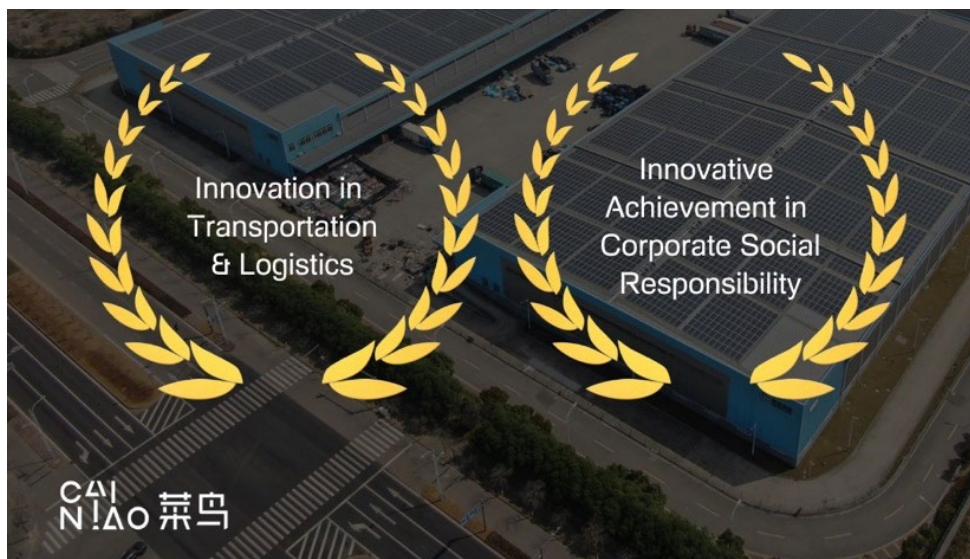 Innovation in
Transportation
& Logistics
Innovative
Achievement in
Corporate Social
Responsibility
CAI
NIAO 菜鸟